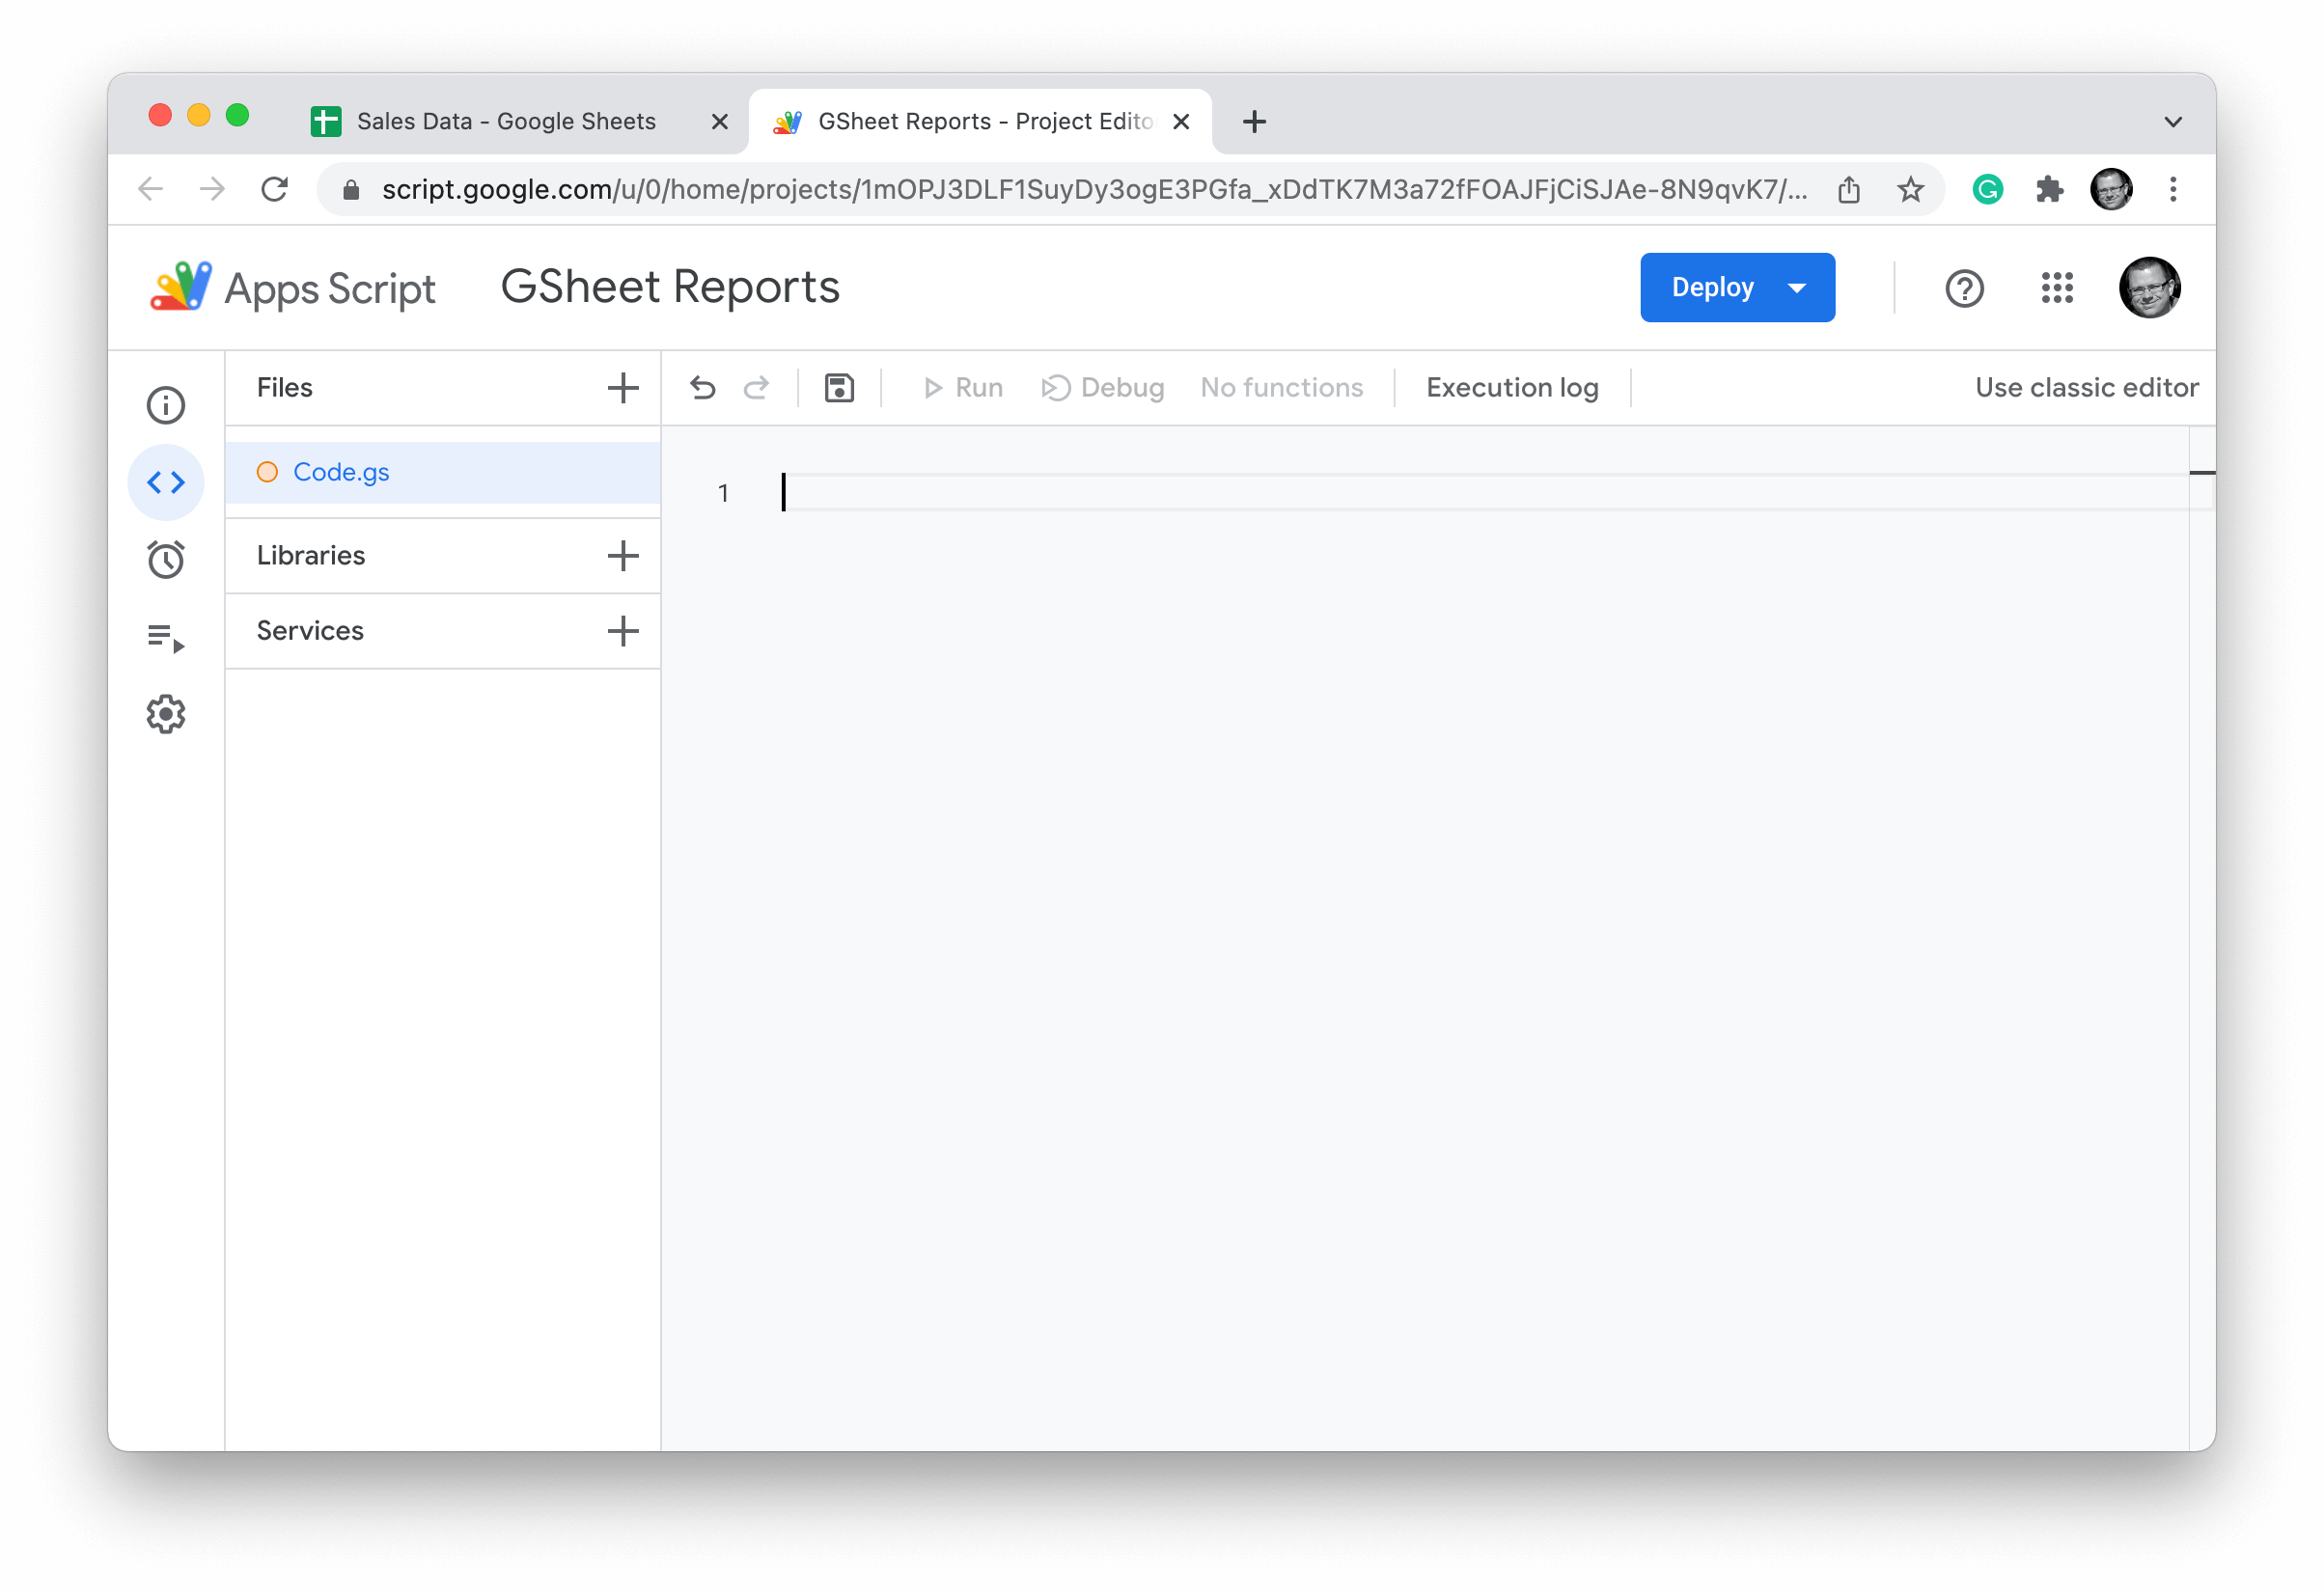 Sales Data - Google Sheets
GSheet Reports - Project Edito
script.google.com/u/0/home/projects/1mOPJ3DLF1SuyDy3ogE3PGfa_xDdTK7M3a72fFOAJFjCiSJAe-8N9qvK7/...
Apps Script
GSheet Reports
Deploy
Files
Run
Debug
No functions
Execution log
Use classic editor
Code.gs
1
Libraries
Services